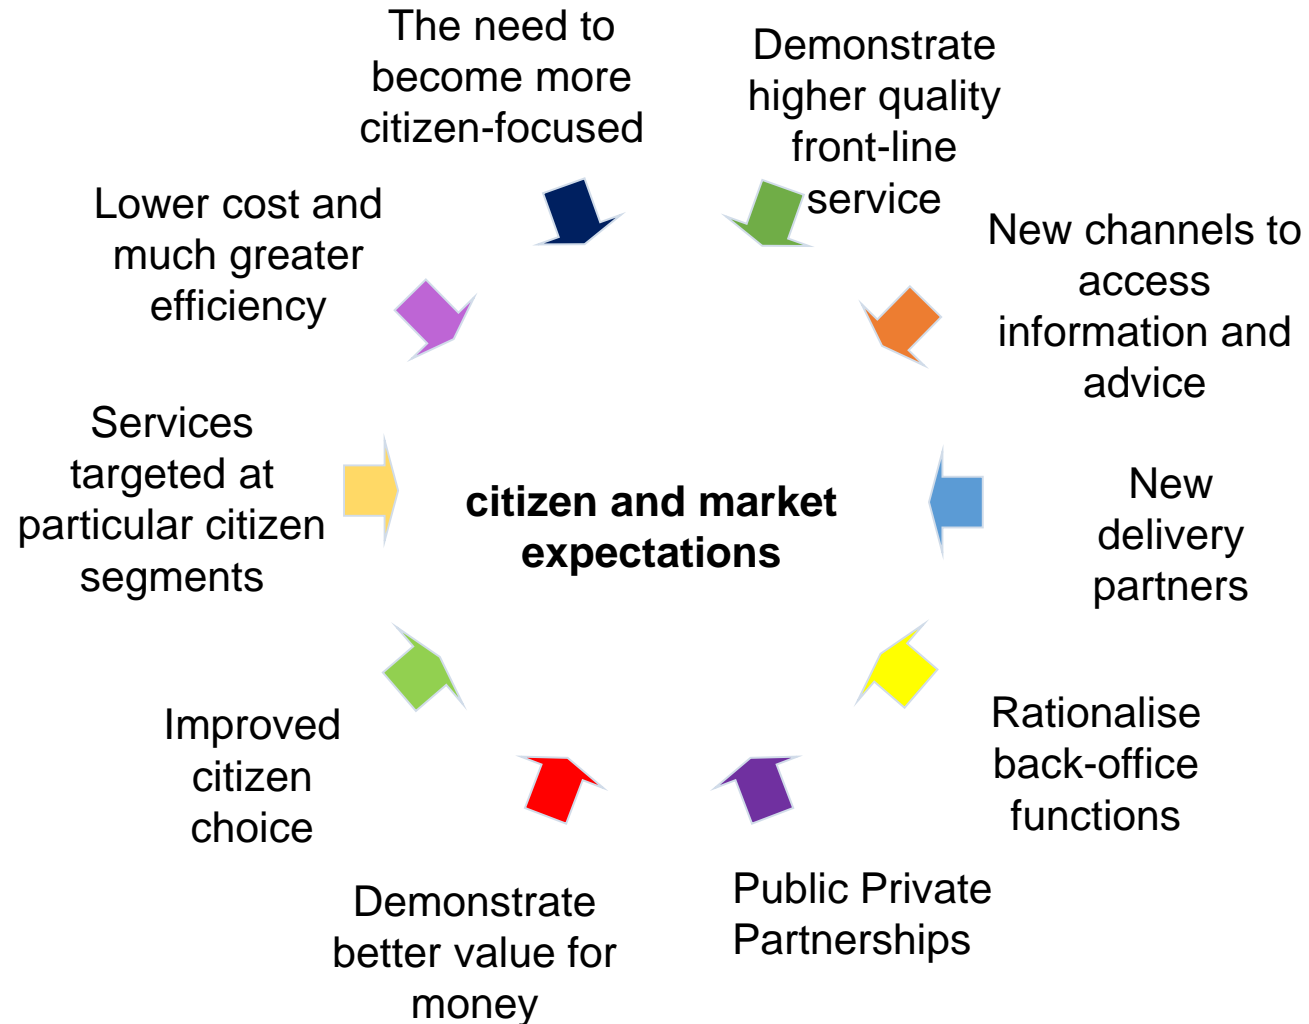 The need to
become more
citizen-focused
Demonstrate
higher quality
front-line
service
Lower cost and
much greater
efficiency
New channels to
access
information and
advice
Services
targeted at
particular citizen
segments
citizen and market
expectations
New
delivery
partners
Improved
citizen
choice
Rationalise
back-office
functions
Demonstrate
better value for
money
Public Private
Partnerships